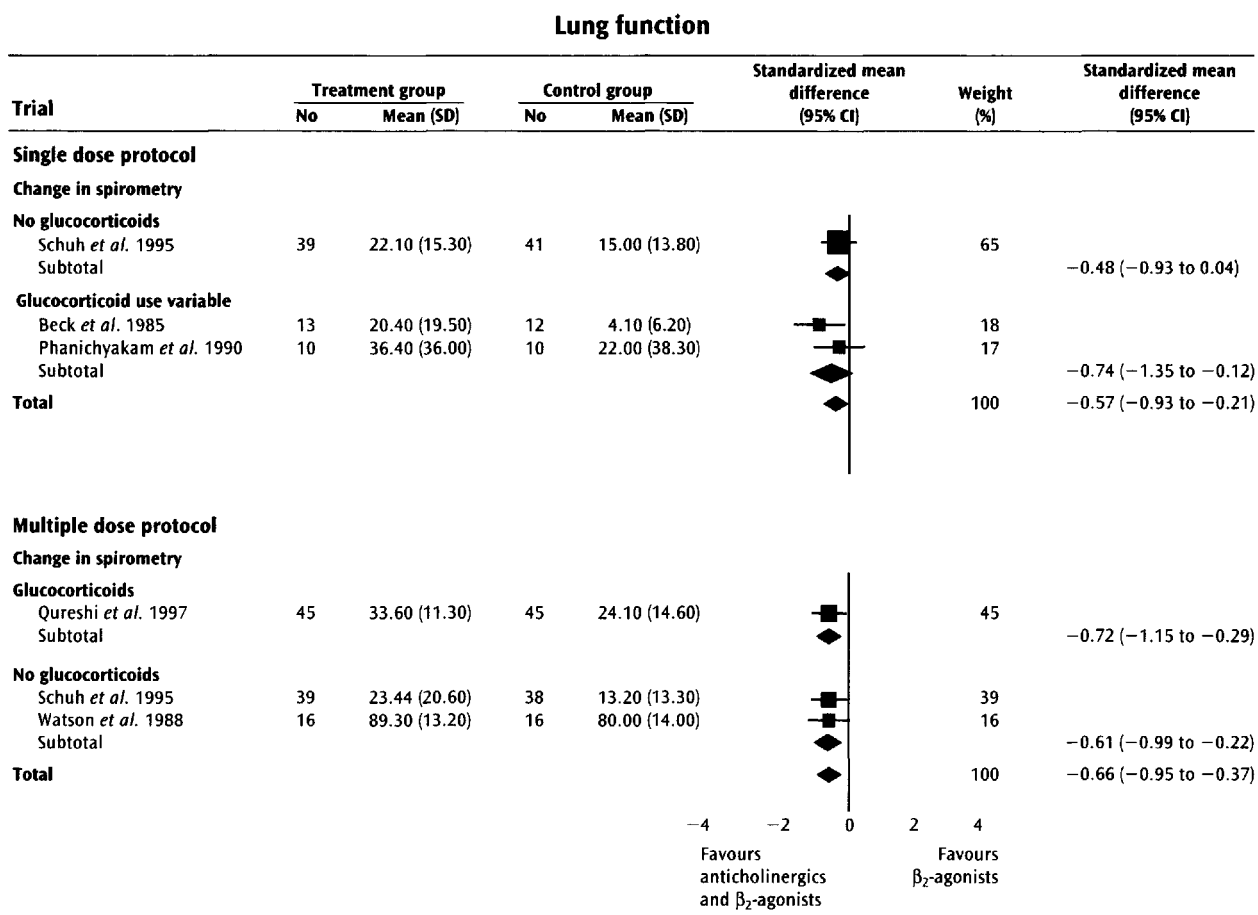 Lung function
Trial
Treatment group
No Mean (SD)
Control group
No Mean (SD)
Standardized mean
difference
(95% CI)
Weight
(%)
Standardized mean
difference
(95% CI)
Single dose protocol
Change in spirometry
No glucocorticoids
Schuh et al. 1995 39 22.10 (15.30) 41 15.00 (13.80) 65
Subtotal −0.48 (−0.93 to 0.04)
Glucocorticoid use variable
Beck et al. 1985 13 20.40 (19.50) 12 4.10 (6.20) 18
Phanichyakam et al. 1990 10 36.40 (36.00) 10 22.00 (38.30) 17
Subtotal −0.74 (−1.35 to −0.12)
Total 100 −0.57 (−0.93 to −0.21)
Multiple dose protocol
Change in spirometry
Glucocorticoids
Qureshi et al. 1997 45 33.60 (11.30) 45 24.10 (14.60) 45
Subtotal −0.72 (−1.15 to −0.29)
No glucocorticoids
Schuh et al. 1995 39 23.44 (20.60) 38 13.20 (13.30) 39
Watson et al. 1988 16 89.30 (13.20) 16 80.00 (14.00) 16
Subtotal −0.61 (−0.99 to −0.22)
Total 100 −0.66 (−0.95 to −0.37)
−4 −2 0 2 4
Favours
anticholinergics
and β₂-agonists
Favours
β₂-agonists